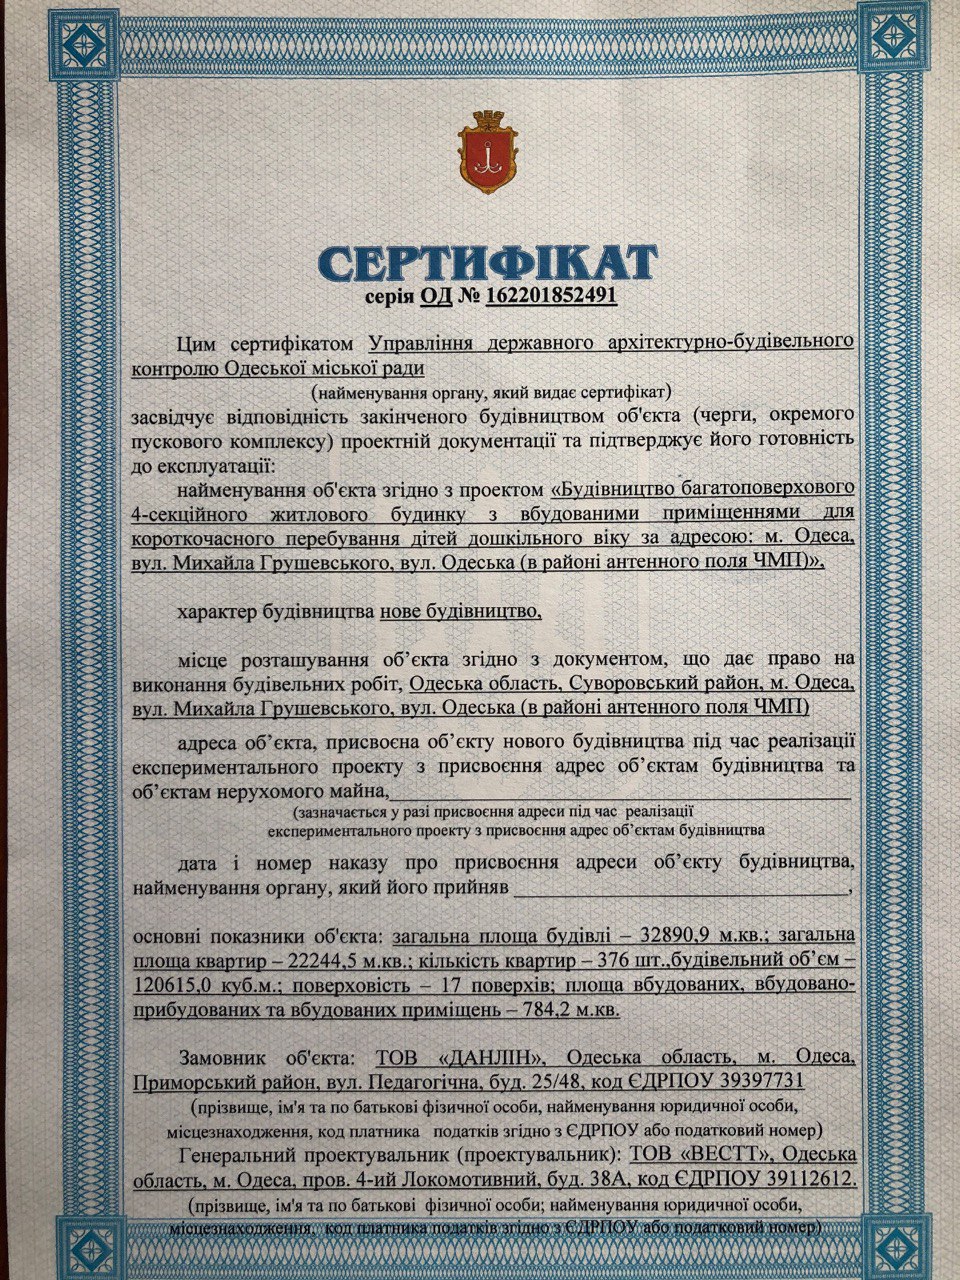 СЕРТИФІКАТ
серія ОД № 162201852491
Цим сертифікатом Управління державного архітектурно-будівельного
контролю Одеської міської ради
(найменування органу, який видає сертифікат)
засвідчує відповідність закінченого будівництвом об'єкта (черги, окремого
пускового комплексу) проектній документації та підтверджує його готовність
до експлуатації:
найменування об'єкта згідно з проектом «Будівництво багатоповерхового
4-секційного житлового будинку з вбудованими приміщеннями для
короткочасного перебування дітей дошкільного віку за адресою: м. Одеса,
вул. Михайла Грушевського, вул. Одеська (в районі антенного поля ЧМП)»,
характер будівництва нове будівництво,
місце розташування об’єкта згідно з документом, що дає право на
виконання будівельних робіт, Одеська область, Суворовський район, м. Одеса,
вул. Михайла Грушевського, вул. Одеська (в районі антенного поля ЧМП)
адреса об’єкта, присвоєна об’єкту нового будівництва під час реалізації
експериментального проекту з присвоєння адрес об’єктам будівництва та
об’єктам нерухомого майна,
(зазначається у разі присвоєння адреси під час реалізації
експериментального проекту з присвоєння адрес об’єктам будівництва
дата і номер наказу про присвоєння адреси об’єкту будівництва,
найменування органу, який його прийняв ,
основні показники об'єкта: загальна площа будівлі – 32890,9 м.кв.; загальна
площа квартир – 22244,5 м.кв.; кількість квартир – 376 шт.,будівельний об’єм –
120615,0 куб.м.; поверховість – 17 поверхів; площа вбудованих, вбудовано-
прибудованих та вбудованих приміщень – 784,2 м.кв.
Замовник об'єкта: ТОВ «ДАНЛІН», Одеська область, м. Одеса,
Приморський район, вул. Педагогічна, буд. 25/48, код ЄДРПОУ 39397731
(прізвище, ім'я та по батькові фізичної особи, найменування юридичної особи,
місцезнаходження, код платника податків згідно з ЄДРПОУ або податковий номер)
Генеральний проектувальник (проектувальник): ТОВ «ВЕСТТ», Одеська
область, м. Одеса, пров. 4-ий Локомотивний, буд. 38А, код ЄДРПОУ 39112612.
(прізвище, ім'я та по батькові фізичної особи; найменування юридичної особи,
місцезнаходження, код платника податків згідно з ЄДРПОУ або податковий номер)